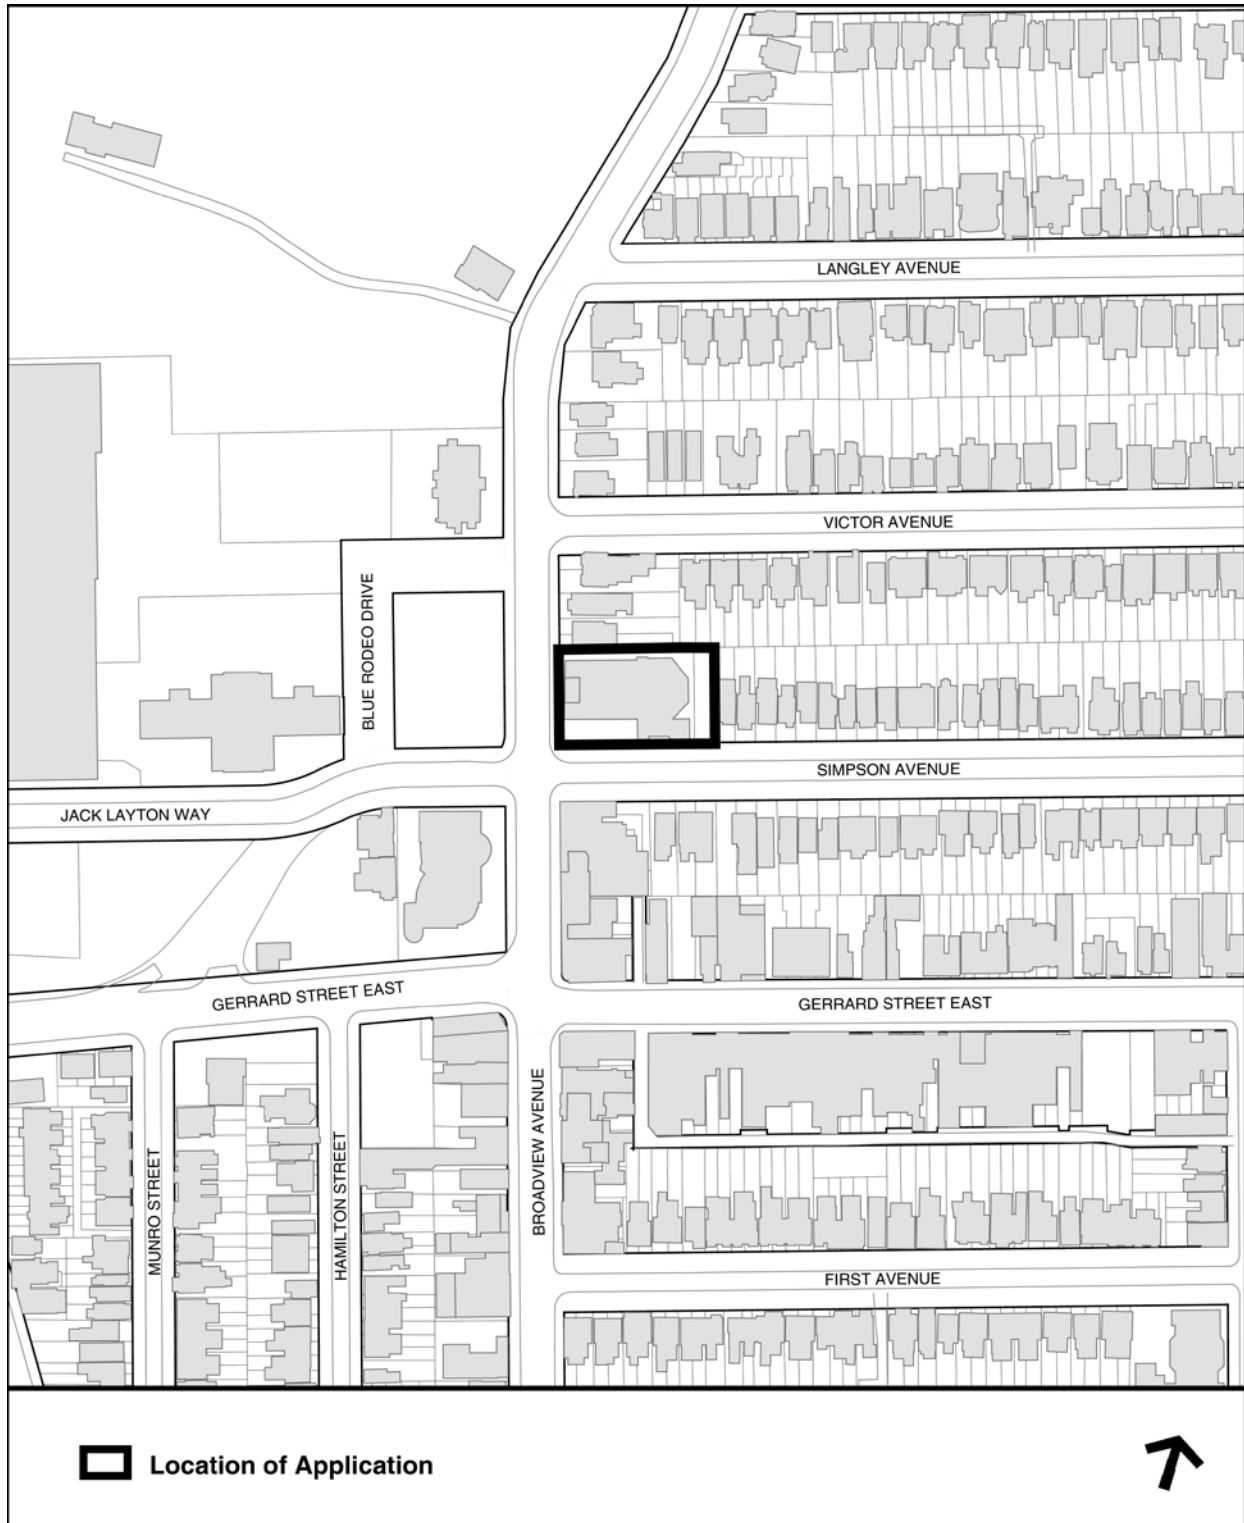 LANGLEY AVENUE
VICTOR AVENUE
BLUE RODEO DRIVE
SIMPSON AVENUE
JACK LAYTON WAY
GERRARD STREET EAST
GERRARD STREET EAST
BROADVIEW AVENUE
HAMILTON STREET
MUNRO STREET
FIRST AVENUE
Location of Application